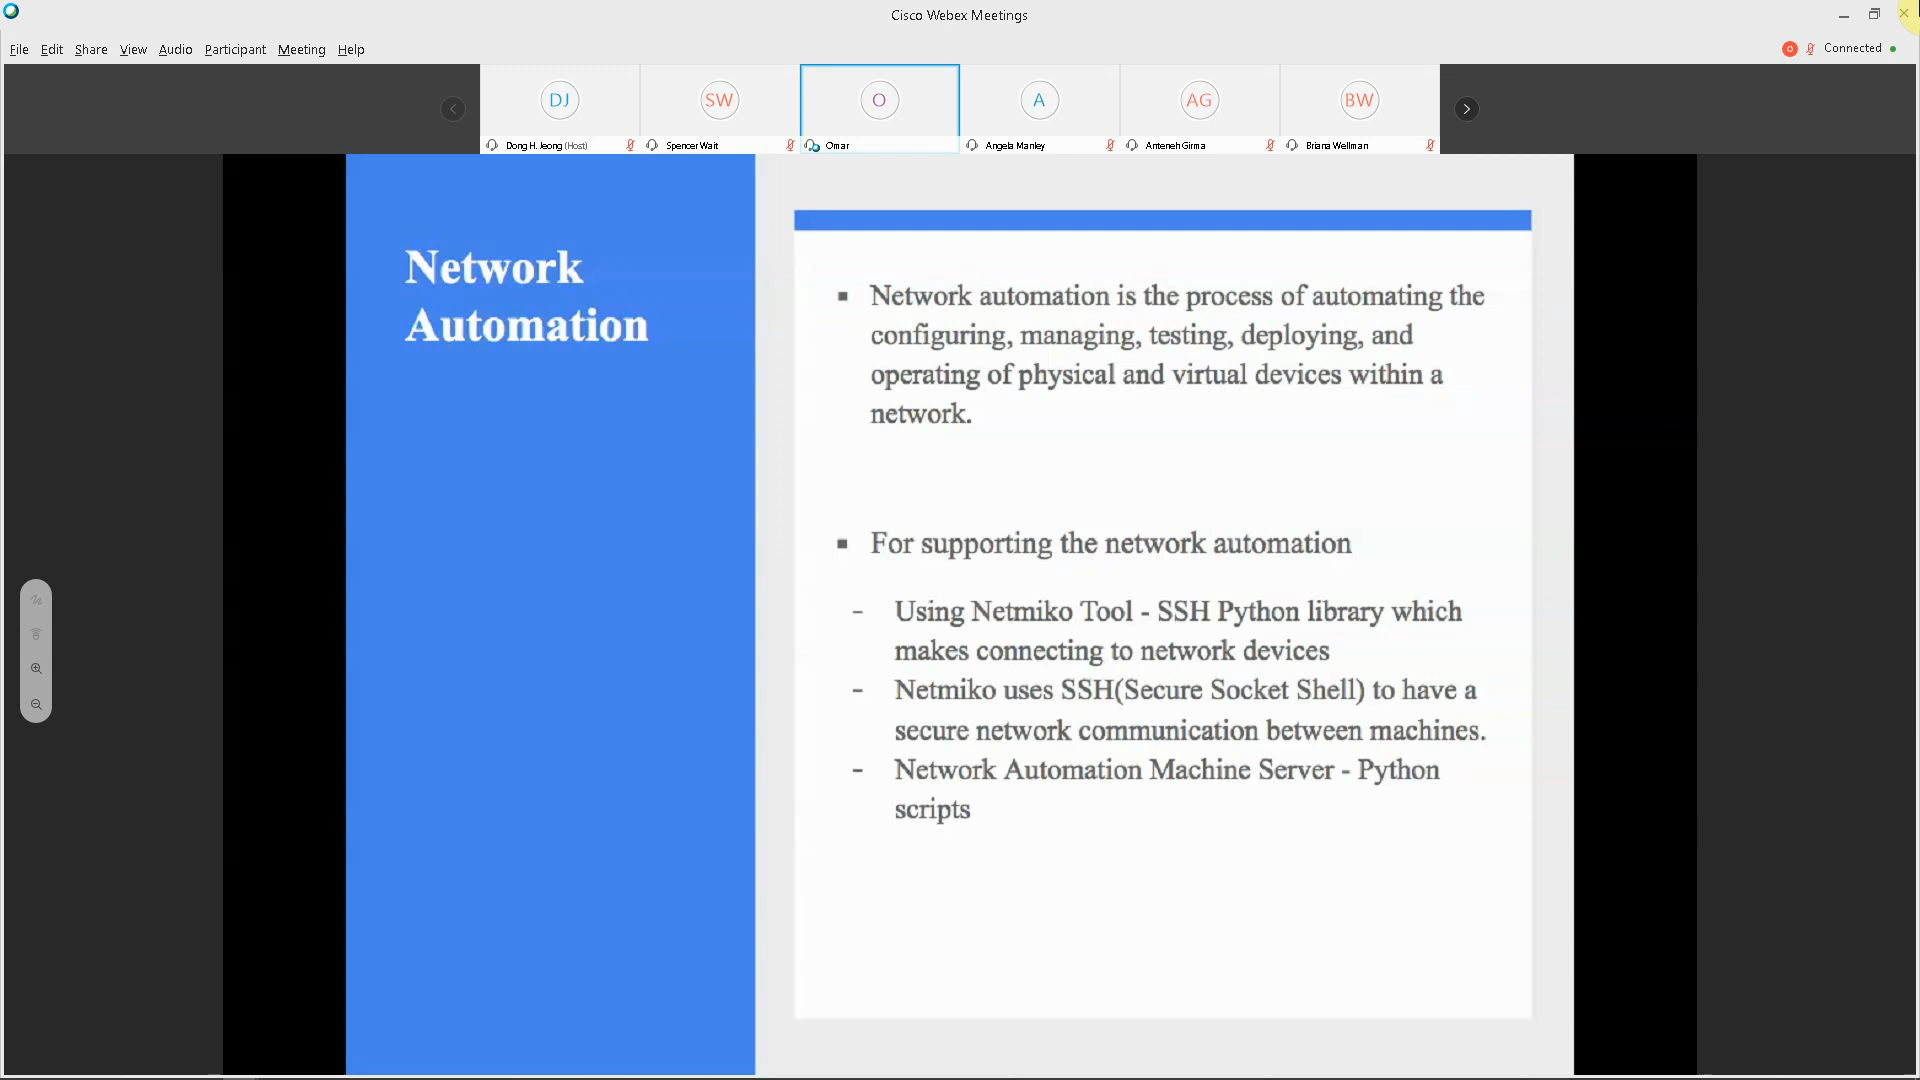 Cisco Webex Meetings
File Edit Share View Audio Participant Meeting Help
Connected
DJ SW O A AG BW
Dong H. Jeong (Host) Spencer Wait Omar Angela Manley Anteneh Girma Briana Wellman
Network
Automation
▪ Network automation is the process of automating the
configuring, managing, testing, deploying, and
operating of physical and virtual devices within a
network.
▪ For supporting the network automation
- Using Netmiko Tool - SSH Python library which
makes connecting to network devices
- Netmiko uses SSH(Secure Socket Shell) to have a
secure network communication between machines.
- Network Automation Machine Server - Python
scripts